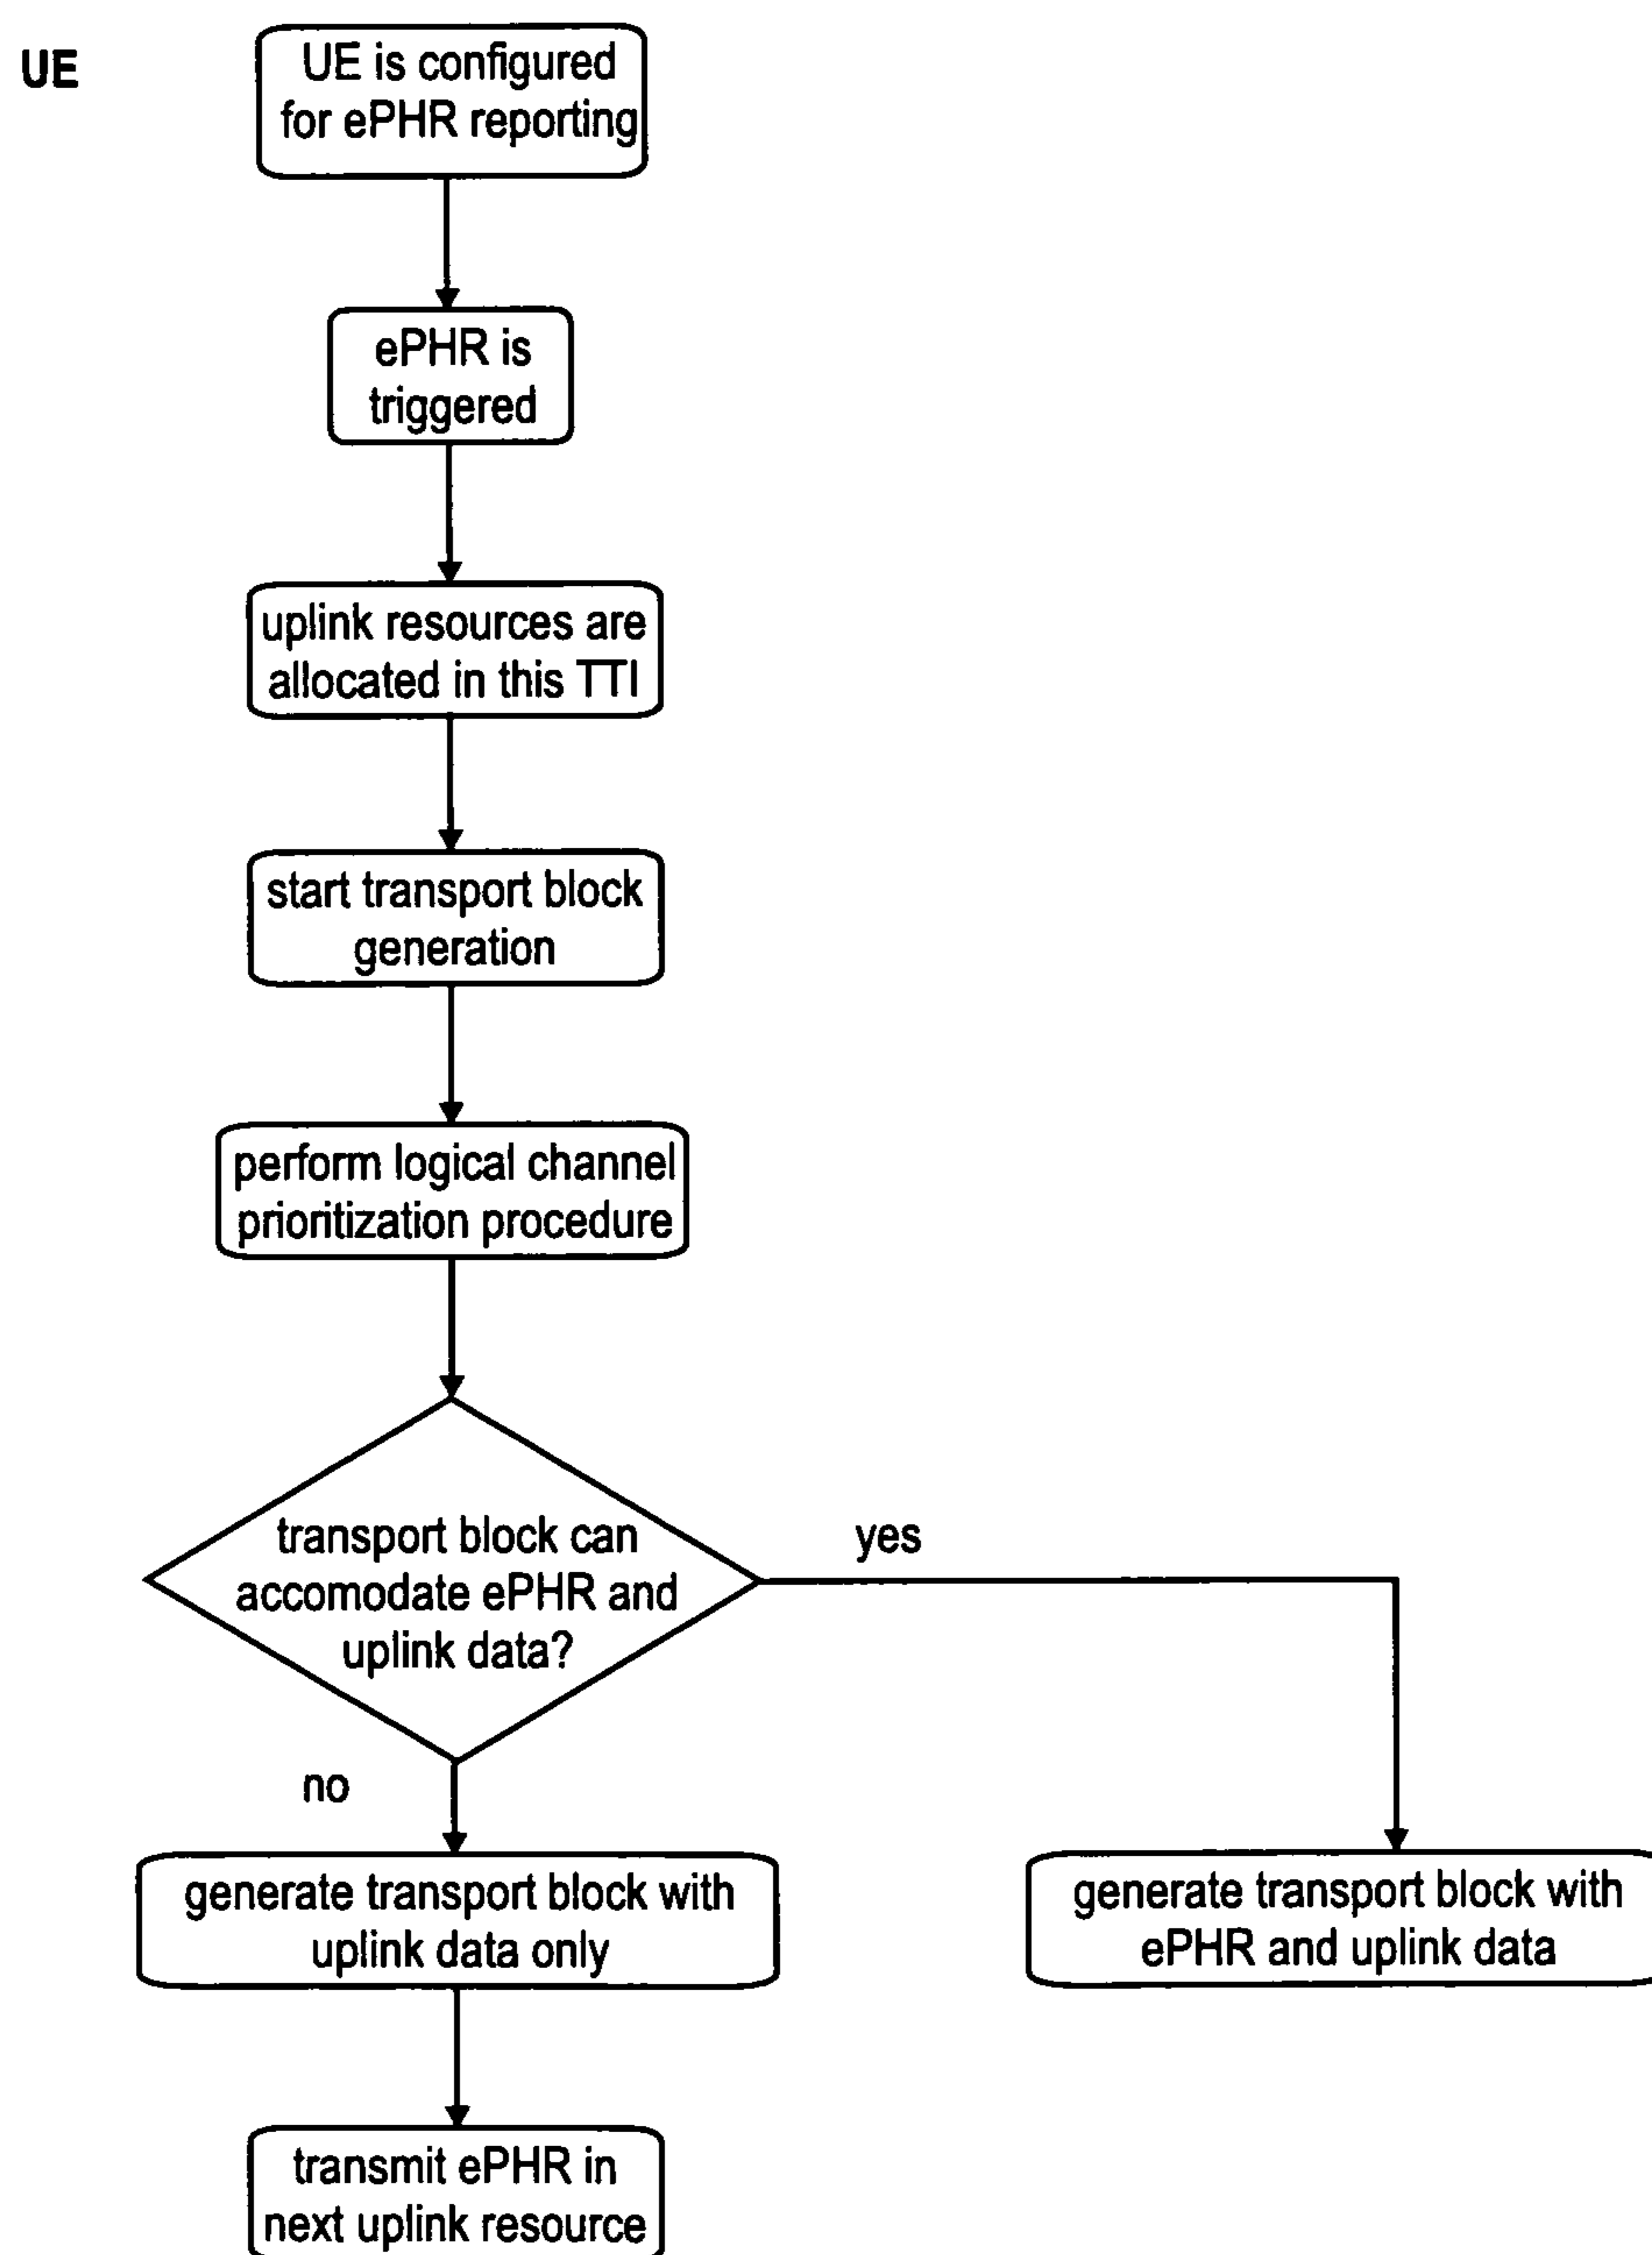 UE
UE is configured
for ePHR reporting
ePHR is
triggered
uplink resources are
allocated in this TTI
start transport block
generation
perform logical channel
prioritization procedure
transport block can
accomodate ePHR and
uplink data?
yes
no
generate transport block with
uplink data only
generate transport block with
ePHR and uplink data
transmit ePHR in
next uplink resource